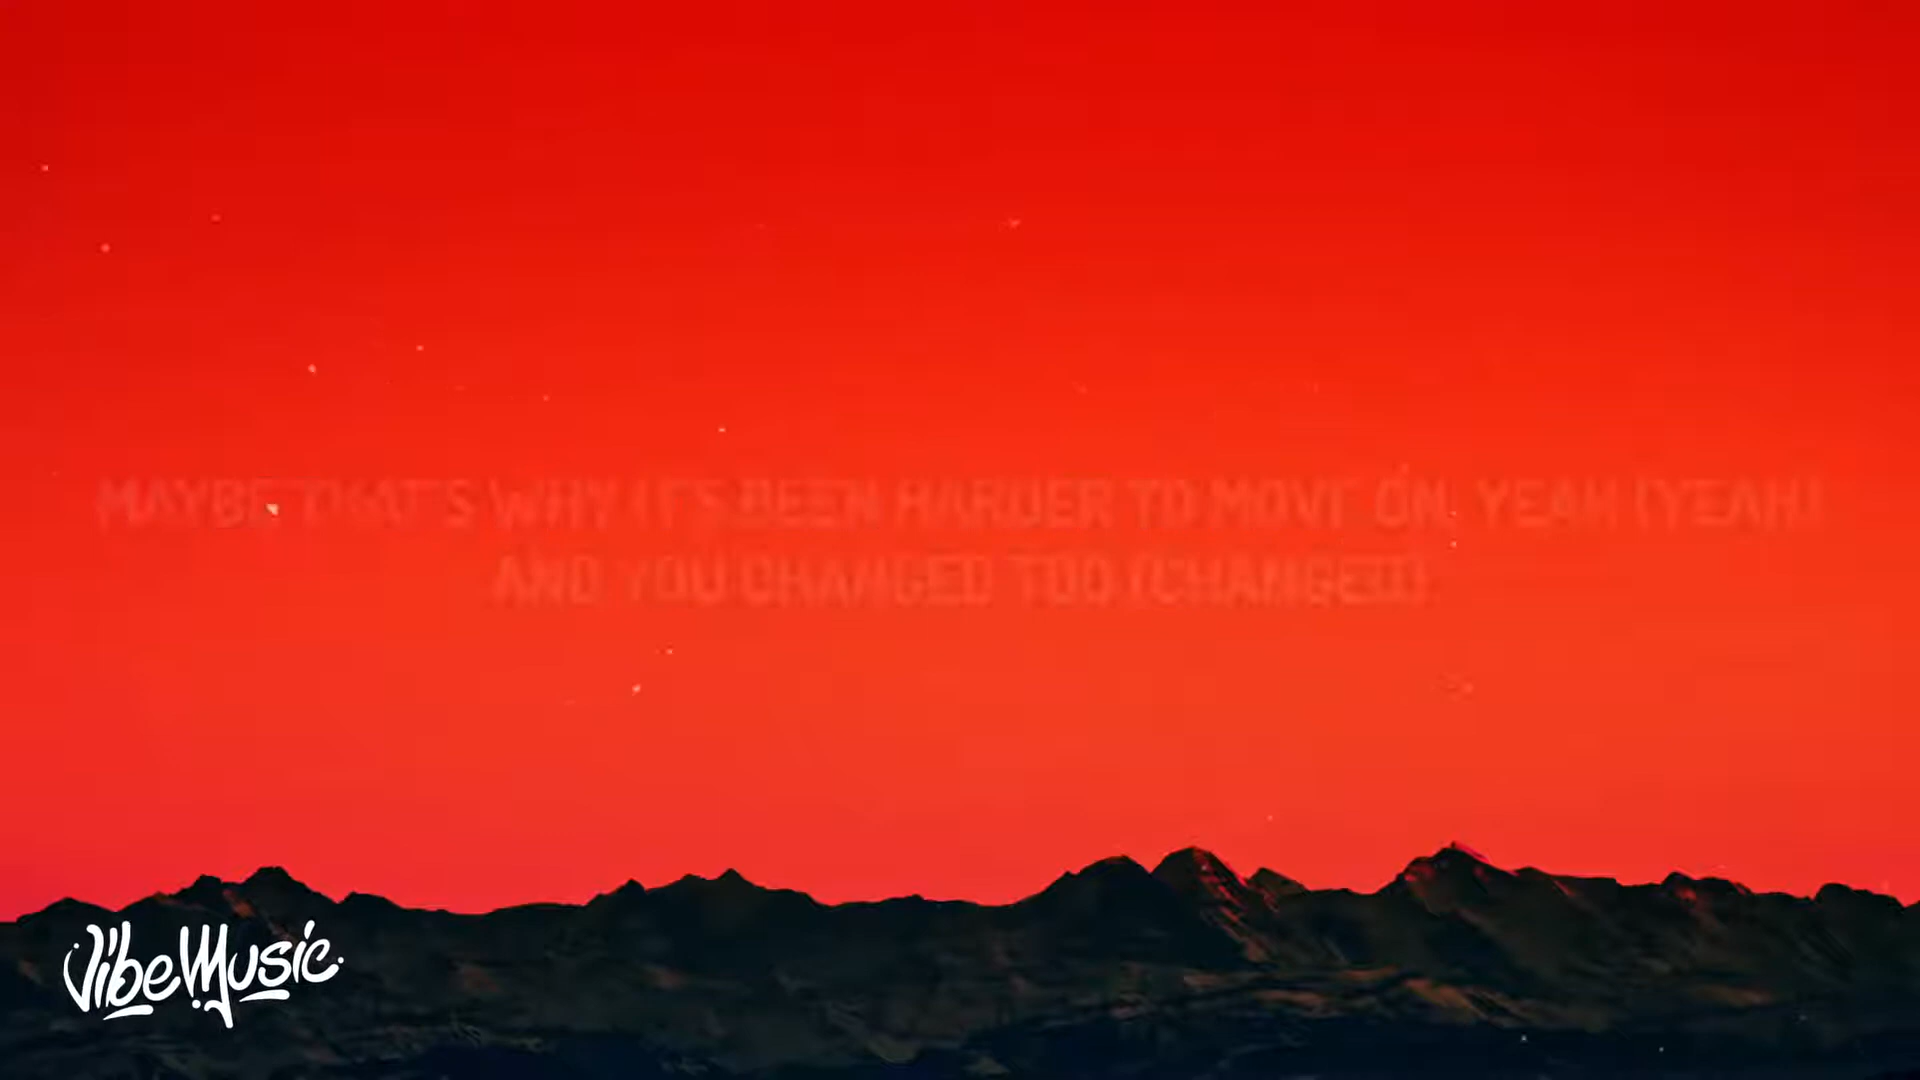 MAYBE THAT'S WHY IT'S BEEN HARDER TO MOVE ON, YEAH (YEAH)
AND YOU CHANGED TOO (CHANGED)
VibeMusic